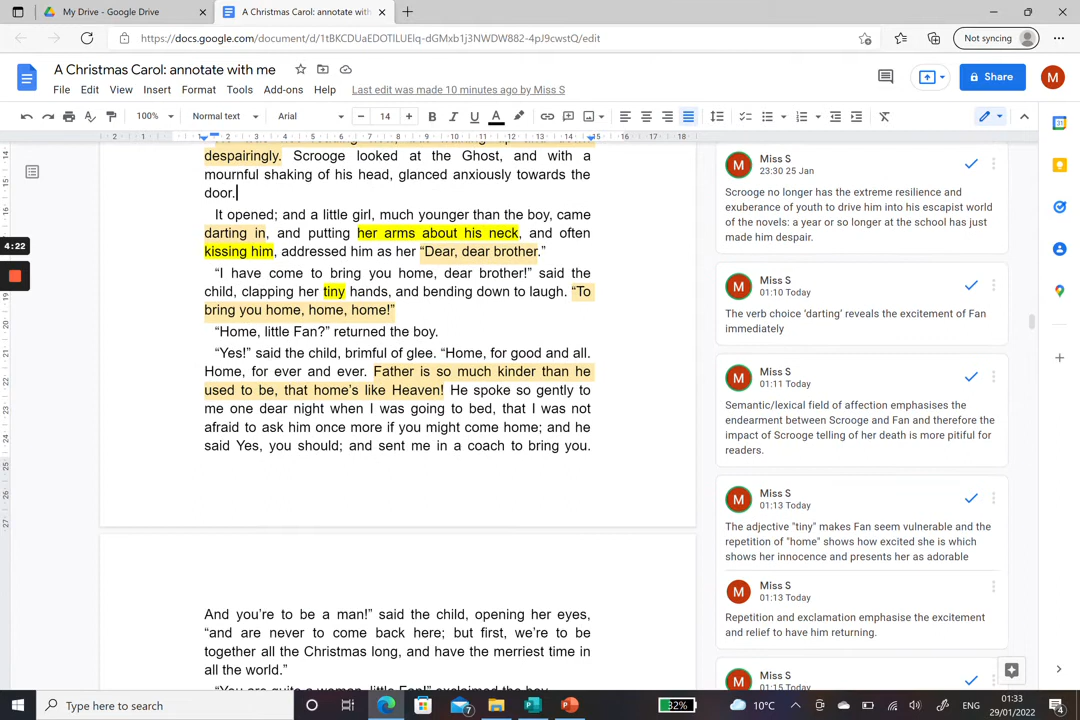 My Drive - Google Drive
A Christmas Carol: annotate with
https://docs.google.com/document/d/1tBKCDUaEDOTlLUElq-dGMxb1j3NWDW882-4pJ9cwstQ/edit
Not syncing
A Christmas Carol: annotate with me
File Edit View Insert Format Tools Add-ons Help Last edit was made 10 minutes ago by Miss S
Share
M
100% Normal text Arial 14
despairingly. Scrooge looked at the Ghost, and with a
mournful shaking of his head, glanced anxiously towards the
door.
It opened; and a little girl, much younger than the boy, came
darting in, and putting her arms about his neck, and often
kissing him, addressed him as her “Dear, dear brother.”
“I have come to bring you home, dear brother!” said the
child, clapping her tiny hands, and bending down to laugh. “To
bring you home, home, home!”
“Home, little Fan?” returned the boy.
“Yes!” said the child, brimful of glee. “Home, for good and all.
Home, for ever and ever. Father is so much kinder than he
used to be, that home’s like Heaven! He spoke so gently to
me one dear night when I was going to bed, that I was not
afraid to ask him once more if you might come home; and he
said Yes, you should; and sent me in a coach to bring you.
And you’re to be a man!” said the child, opening her eyes,
“and are never to come back here; but first, we’re to be
together all the Christmas long, and have the merriest time in
all the world.”
“You are quite a woman, little Fan!” exclaimed the boy.
4:22
M
Miss S
23:30 25 Jan
Scrooge no longer has the extreme resilience and
exuberance of youth to drive him into his escapist world
of the novels: a year or so longer at the school has just
made him despair.
M
Miss S
01:10 Today
The verb choice ‘darting’ reveals the excitement of Fan
immediately
M
Miss S
01:11 Today
Semantic/lexical field of affection emphasises the
endearment between Scrooge and Fan and therefore the
impact of Scrooge telling of her death is more pitiful for
readers.
M
Miss S
01:13 Today
The adjective "tiny" makes Fan seem vulnerable and the
repetition of "home" shows how excited she is which
shows her innocence and presents her as adorable
M
Miss S
01:13 Today
Repetition and exclamation emphasise the excitement
and relief to have him returning.
M
Miss S
01:15 Today
Type here to search
7
32%
10°C
ENG
01:33
29/01/2022
4